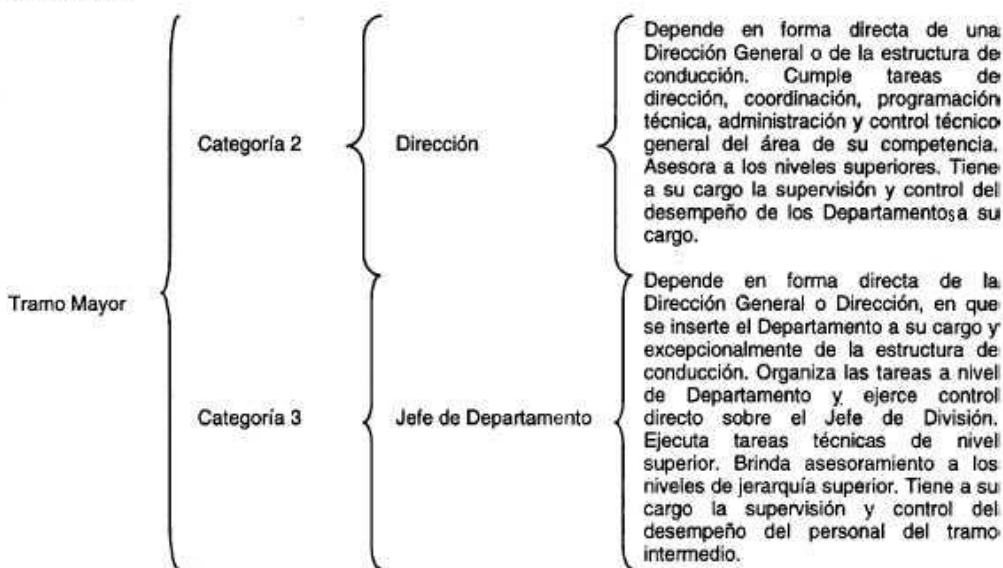 Depende en forma directa de una
Dirección General o de la estructura de
conducción. Cumple tareas de
dirección, coordinación, programación
técnica, administración y control técnico
general del área de su competencia.
Asesora a los niveles superiores. Tiene
a su cargo la supervisión y control del
desempeño de los Departamentos a su
cargo.
Categoría 2
Dirección
Tramo Mayor
Depende en forma directa de la
Dirección General o Dirección, en que
se inserte el Departamento a su cargo y
excepcionalmente de la estructura de
conducción. Organiza las tareas a nivel
de Departamento y ejerce control
directo sobre el Jefe de División.
Ejecuta tareas técnicas de nivel
superior. Brinda asesoramiento a los
niveles de jerarquía superior. Tiene a su
cargo la supervisión y control del
desempeño del personal del tramo
intermedio.
Categoría 3
Jefe de Departamento